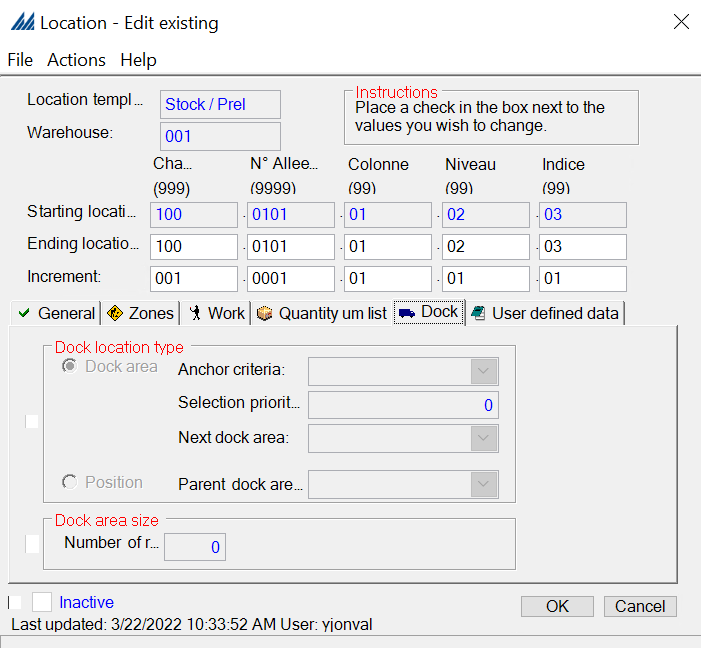 Location - Edit existing
File Actions Help
Location templ... Stock / Prel
Instructions
Place a check in the box next to the
values you wish to change.
Warehouse: 001
Cha... N° Allee... Colonne Niveau Indice
(999) (9999) (99) (99) (99)
Starting locati... 100 . 0101 . 01 . 02 . 03
Ending locatio... 100 . 0101 . 01 . 02 . 03
Increment: 001 . 0001 . 01 . 01 . 01
General Zones Work Quantity um list Dock User defined data
Dock location type
Dock area Anchor criteria:
Selection priorit... 0
Next dock area:
Position Parent dock are...
Dock area size
Number of r... 0
Inactive OK Cancel
Last updated: 3/22/2022 10:33:52 AM User: yjonval